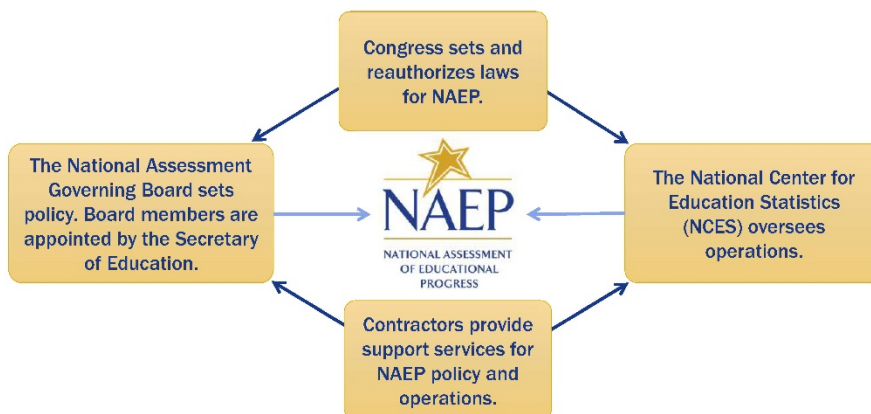 Congress sets and
reauthorizes laws
for NAEP.
The National Assessment
Governing Board sets
policy. Board members are
appointed by the Secretary
of Education.
NAEP
NATIONAL ASSESSMENT
OF EDUCATIONAL
PROGRESS
The National Center for
Education Statistics
(NCES) oversees
operations.
Contractors provide
support services for
NAEP policy and
operations.